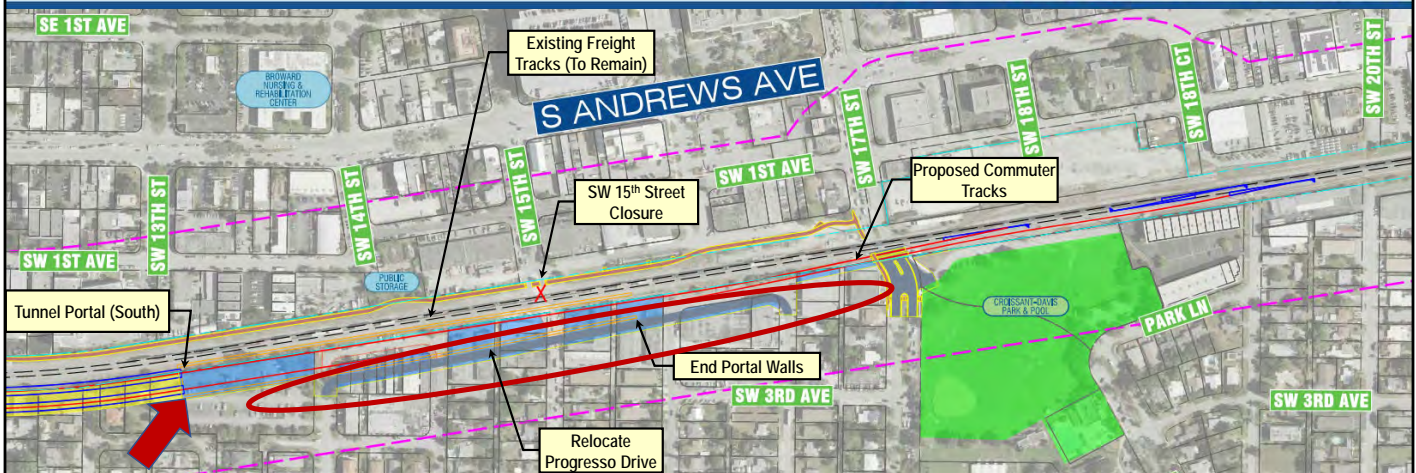 SE 1ST AVE
Existing Freight
Tracks (To Remain)
BROWARD
NURSING &
REHABILITATION
CENTER
S ANDREWS AVE
SW 17TH ST
SW 18TH ST
SW 18TH CT
SW 20TH ST
SW 13TH ST
SW 14TH ST
SW 15TH ST
SW 15th Street
Closure
SW 1ST AVE
Proposed Commuter
Tracks
SW 1ST AVE
PUBLIC
STORAGE
Tunnel Portal (South)
X
CROISSANT-DAVIS
PARK & POOL
PARK LN
End Portal Walls
SW 3RD AVE
SW 3RD AVE
Relocate
Progresso Drive